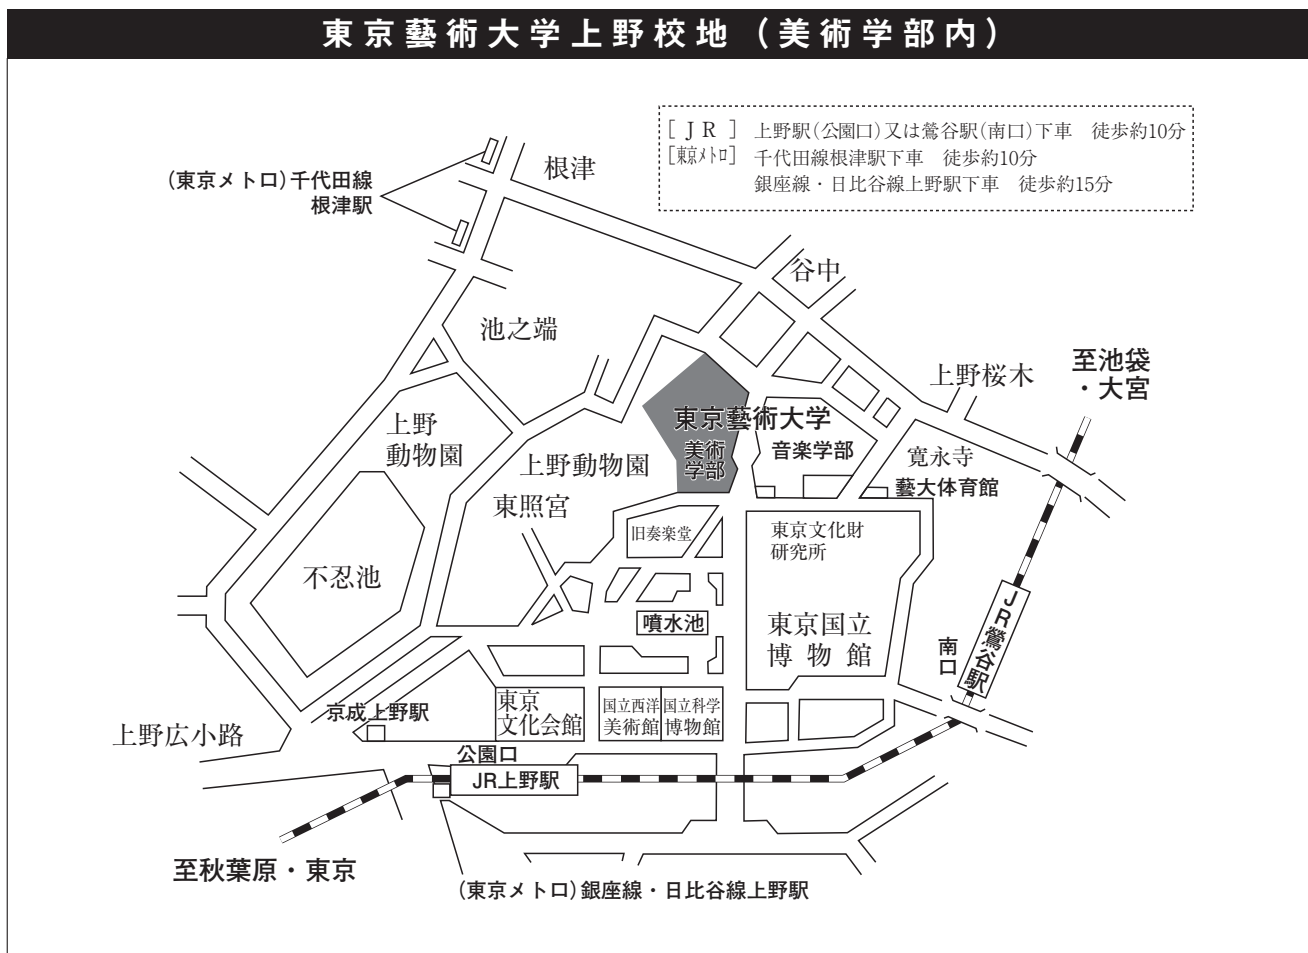 東京藝術大学上野校地（美術学部内）
［ＪＲ］ 上野駅（公園口）又は鶯谷駅（南口）下車　徒歩約10分
［東京メトロ］ 千代田線根津駅下車　徒歩約10分
銀座線・日比谷線上野駅下車　徒歩約15分
（東京メトロ）千代田線
根津駅
根津
谷中
池之端
上野桜木
至池袋
・大宮
上野
動物園
上野動物園
東京藝術大学
美術
学部
音楽学部
寛永寺
藝大体育館
東照宮
旧奏楽堂
東京文化財
研究所
不忍池
噴水池
東京国立
博物館
南口
JR鶯谷駅
京成上野駅
東京
文化会館
国立西洋
美術館
国立科学
博物館
上野広小路
公園口
JR上野駅
至秋葉原・東京
（東京メトロ）銀座線・日比谷線上野駅